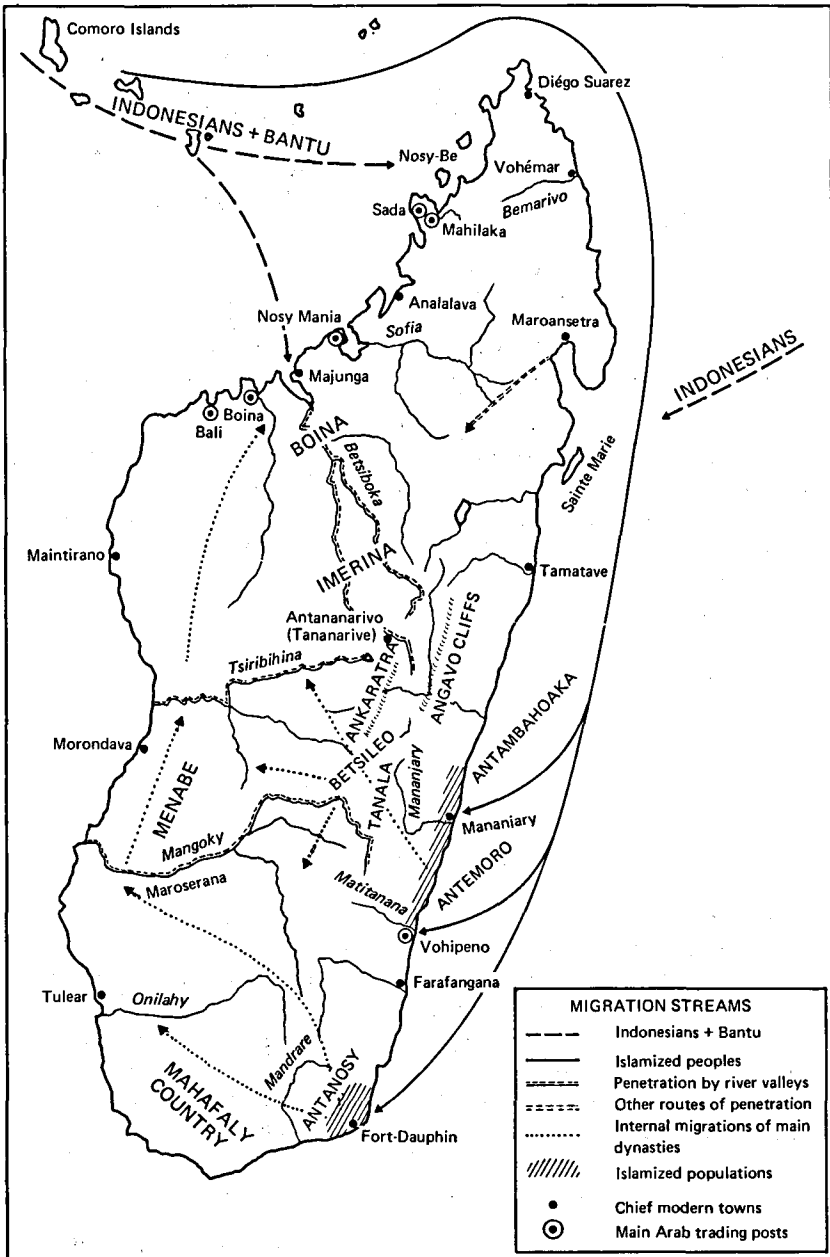 Comoro Islands
Diégo Suarez
INDONESIANS + BANTU
Nosy-Be
Vohémar
Bemarivo
Sada
Mahilaka
Analalava
Nosy Mania
Sofia
Maroansetra
INDONESIANS
Majunga
Boina
Bali
BOINA
Betsiboka
Sainte Marie
Maintirano
IMERINA
Tamatave
Antananarivo
(Tananarive)
ANGAVO CLIFFS
Tsiribihina
ANKARATRA
ANTAMBAHOAKA
Morondava
BETSILEO
MENABE
TANALA
Mananjary
Mananjary
Mangoky
ANTEMORO
Maroserana
Matitanana
Vohipeno
Farafangana
Tulear
Onilahy
Mandrare
ANTANOSY
MAHAFALY
COUNTRY
Fort-Dauphin
MIGRATION STREAMS
Indonesians + Bantu
Islamized peoples
Penetration by river valleys
Other routes of penetration
Internal migrations of main
dynasties
Islamized populations
Chief modern towns
Main Arab trading posts